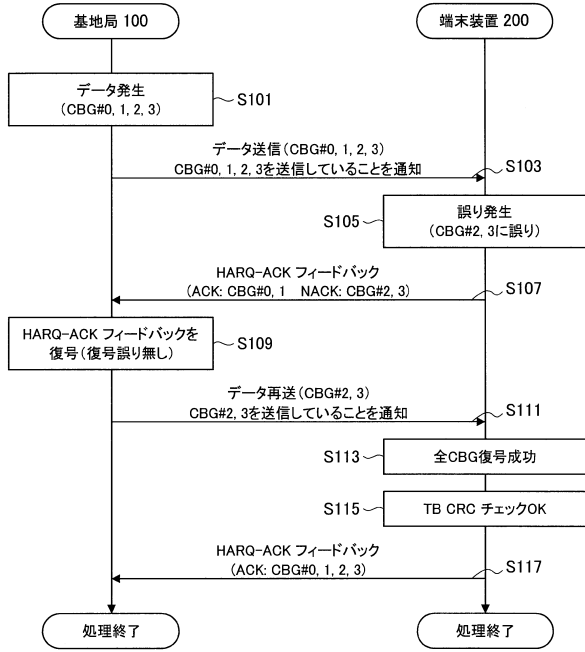 基地局 100
端末装置 200
データ発生
(CBG#0, 1, 2, 3)
S101
データ送信(CBG#0, 1, 2, 3)
CBG#0, 1, 2, 3を送信していることを通知
S103
S105
誤り発生
(CBG#2, 3に誤り)
HARQ-ACK フィードバック
(ACK: CBG#0, 1 NACK: CBG#2, 3)
S107
HARQ-ACK フィードバックを
復号(復号誤り無し)
S109
データ再送(CBG#2, 3)
CBG#2, 3を送信していることを通知
S111
S113
全CBG復号成功
S115
TB CRC チェックOK
HARQ-ACK フィードバック
(ACK: CBG#0, 1, 2, 3)
S117
処理終了
処理終了